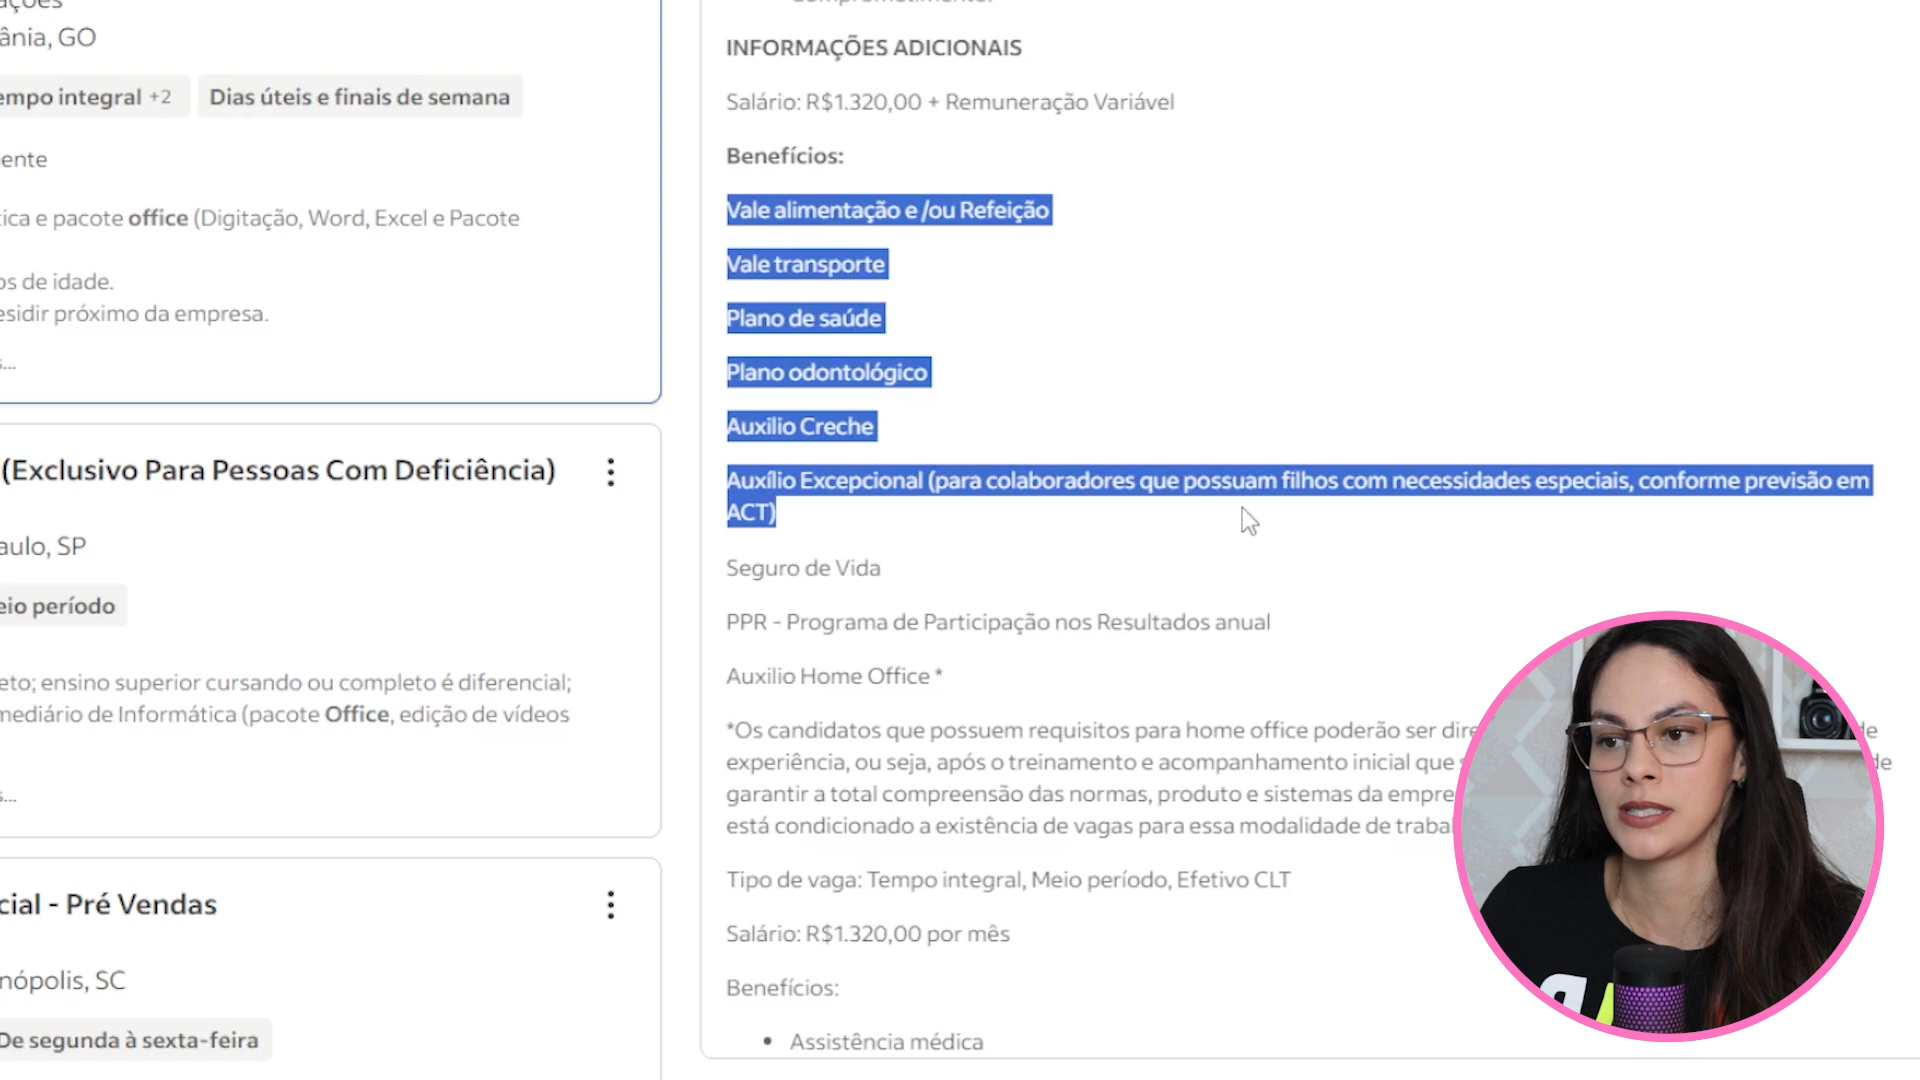 ânia, GO
empo integral +2
Dias úteis e finais de semana
ente
ica e pacote office (Digitação, Word, Excel e Pacote
os de idade.
esidir próximo da empresa.
s...
(Exclusivo Para Pessoas Com Deficiência)
aulo, SP
eio período
eto; ensino superior cursando ou completo é diferencial;
mediário de Informática (pacote Office, edição de vídeos
s...
cial - Pré Vendas
nópolis, SC
De segunda à sexta-feira
INFORMAÇÕES ADICIONAIS
Salário: R$1.320,00 + Remuneração Variável
Benefícios:
Vale alimentação e /ou Refeição
Vale transporte
Plano de saúde
Plano odontológico
Auxilio Creche
Auxílio Excepcional (para colaboradores que possuam filhos com necessidades especiais, conforme previsão em
ACT)
Seguro de Vida
PPR - Programa de Participação nos Resultados anual
Auxilio Home Office *
*Os candidatos que possuem requisitos para home office poderão ser dire de
experiência, ou seja, após o treinamento e acompanhamento inicial que de
garantir a total compreensão das normas, produto e sistemas da empre
está condicionado a existência de vagas para essa modalidade de trabal
Tipo de vaga: Tempo integral, Meio período, Efetivo CLT
Salário: R$1.320,00 por mês
Benefícios:
• Assistência médica